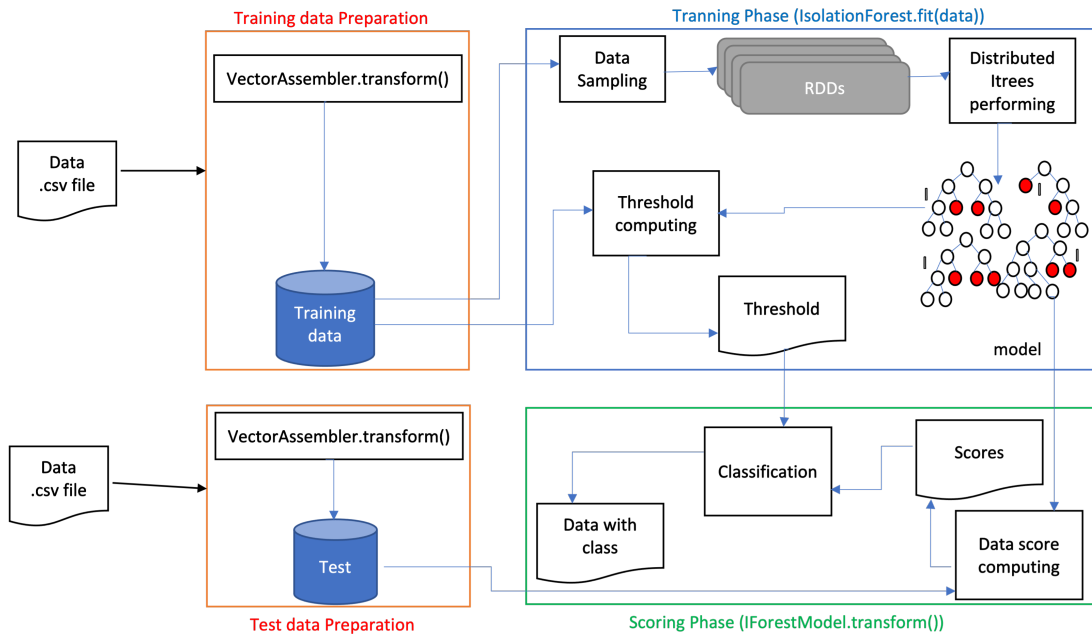 Training data Preparation
VectorAssembler.transform()
Data
.csv file
Training
data
Tranning Phase (IsolationForest.fit(data))
Data
Sampling
RDDs
Distributed
Itrees
performing
Threshold
computing
Threshold
model
VectorAssembler.transform()
Data
.csv file
Test
Test data Preparation
Classification
Scores
Data with
class
Data score
computing
Scoring Phase (IForestModel.transform())